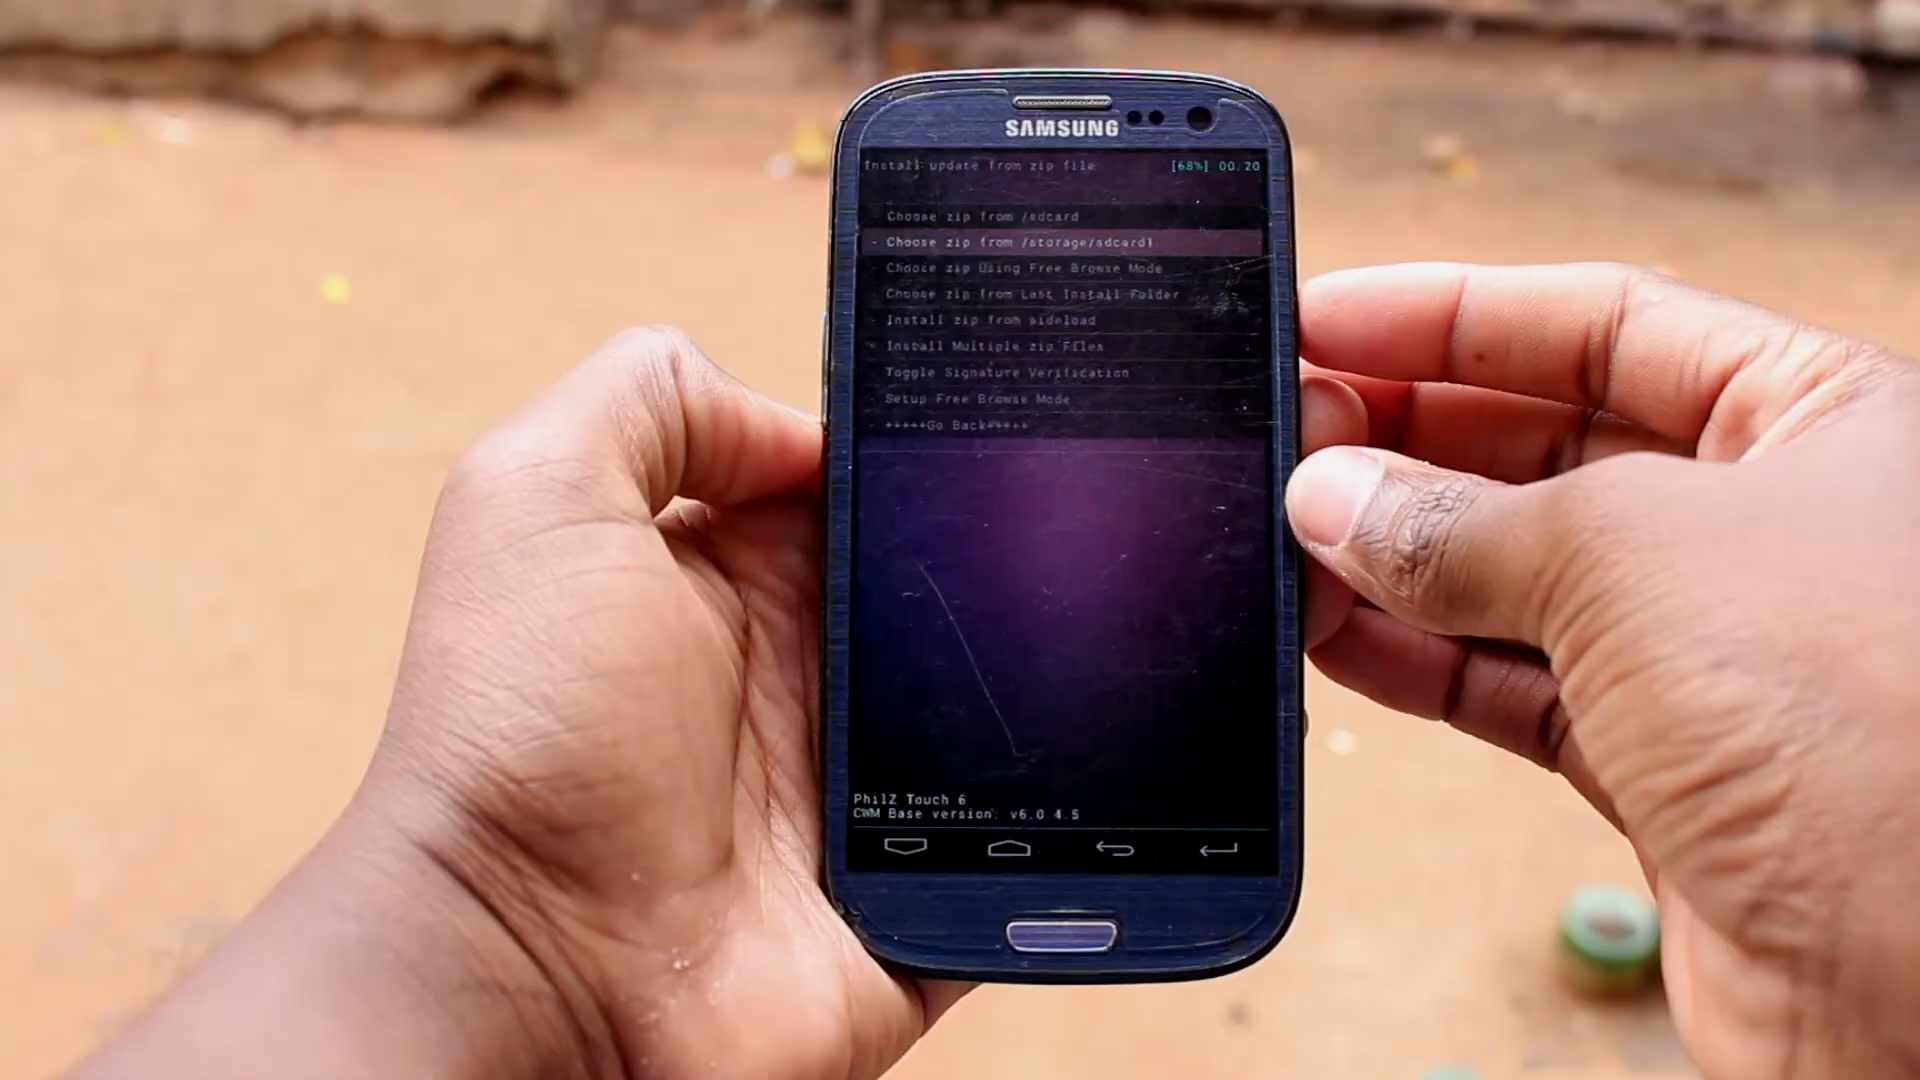 SAMSUNG
Install update from zip file [68%] 00:20
- Choose zip from /sdcard
- Choose zip from /storage/sdcard1
- Choose zip Using Free Browse Mode
- Choose zip from Last Install Folder
- Install zip from sideload
- Install Multiple zip Files
- Toggle Signature Verification
- Setup Free Browse Mode
- +++++Go Back+++++
PhilZ Touch 6
CWM Base version: v6.0.4.5